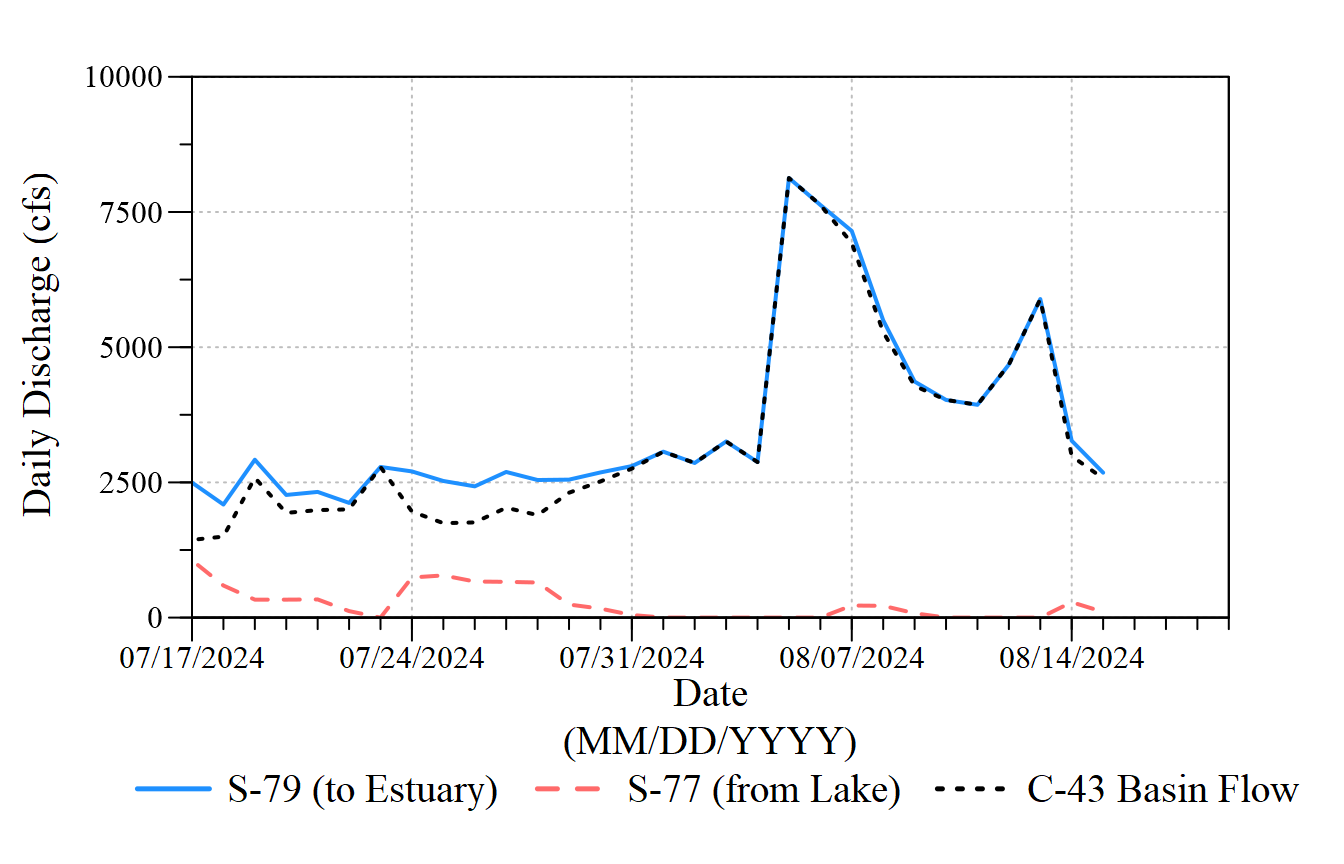 10000
7500
5000
2500
0
Daily Discharge (cfs)
07/17/2024 07/24/2024 07/31/2024 08/07/2024 08/14/2024
Date
(MM/DD/YYYY)
S-79 (to Estuary) S-77 (from Lake) C-43 Basin Flow